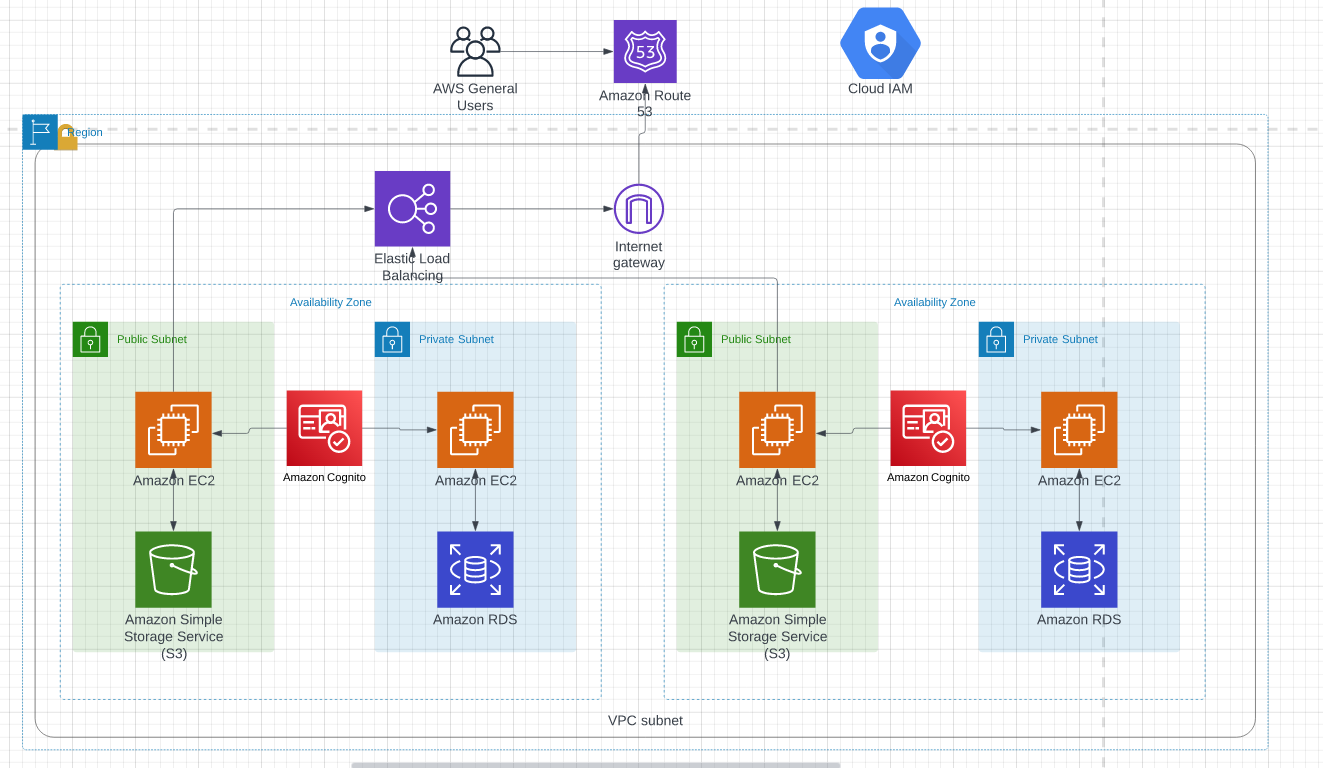 53
AWS General
Users
Amazon Route
53
Cloud IAM
Region
Elastic Load
Balancing
Internet
gateway
Availability Zone
Availability Zone
Public Subnet
Private Subnet
Public Subnet
Private Subnet
Amazon EC2
Amazon Cognito
Amazon EC2
Amazon EC2
Amazon Cognito
Amazon EC2
Amazon Simple
Storage Service
(S3)
Amazon RDS
Amazon Simple
Storage Service
(S3)
Amazon RDS
VPC subnet